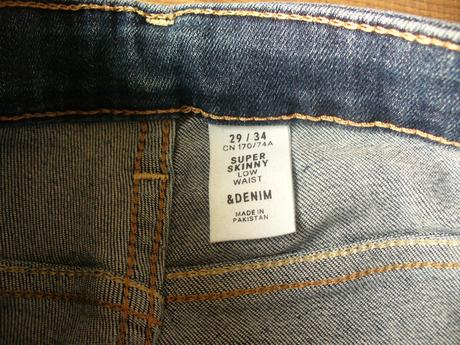 29 / 34
CN 170/74A
SUPER
SKINNY
LOW
WAIST
&DENIM
MADE IN
PAKISTAN